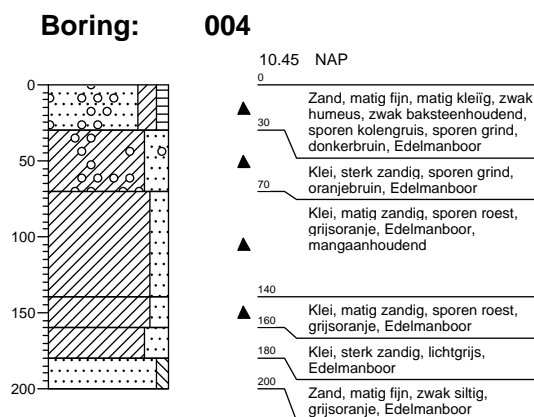 Boring: 004
10.45 NAP
0
0
Zand, matig fijn, matig kleiïg, zwak
humeus, zwak baksteenhoudend,
sporen kolengruis, sporen grind,
donkerbruin, Edelmanboor
30
Klei, sterk zandig, sporen grind,
oranjebruin, Edelmanboor
50
70
Klei, matig zandig, sporen roest,
grijsoranje, Edelmanboor,
mangaanhoudend
100
140
Klei, matig zandig, sporen roest,
grijsoranje, Edelmanboor
150
160
Klei, sterk zandig, lichtgrijs,
Edelmanboor
180
200
200
Zand, matig fijn, zwak siltig,
grijsoranje, Edelmanboor